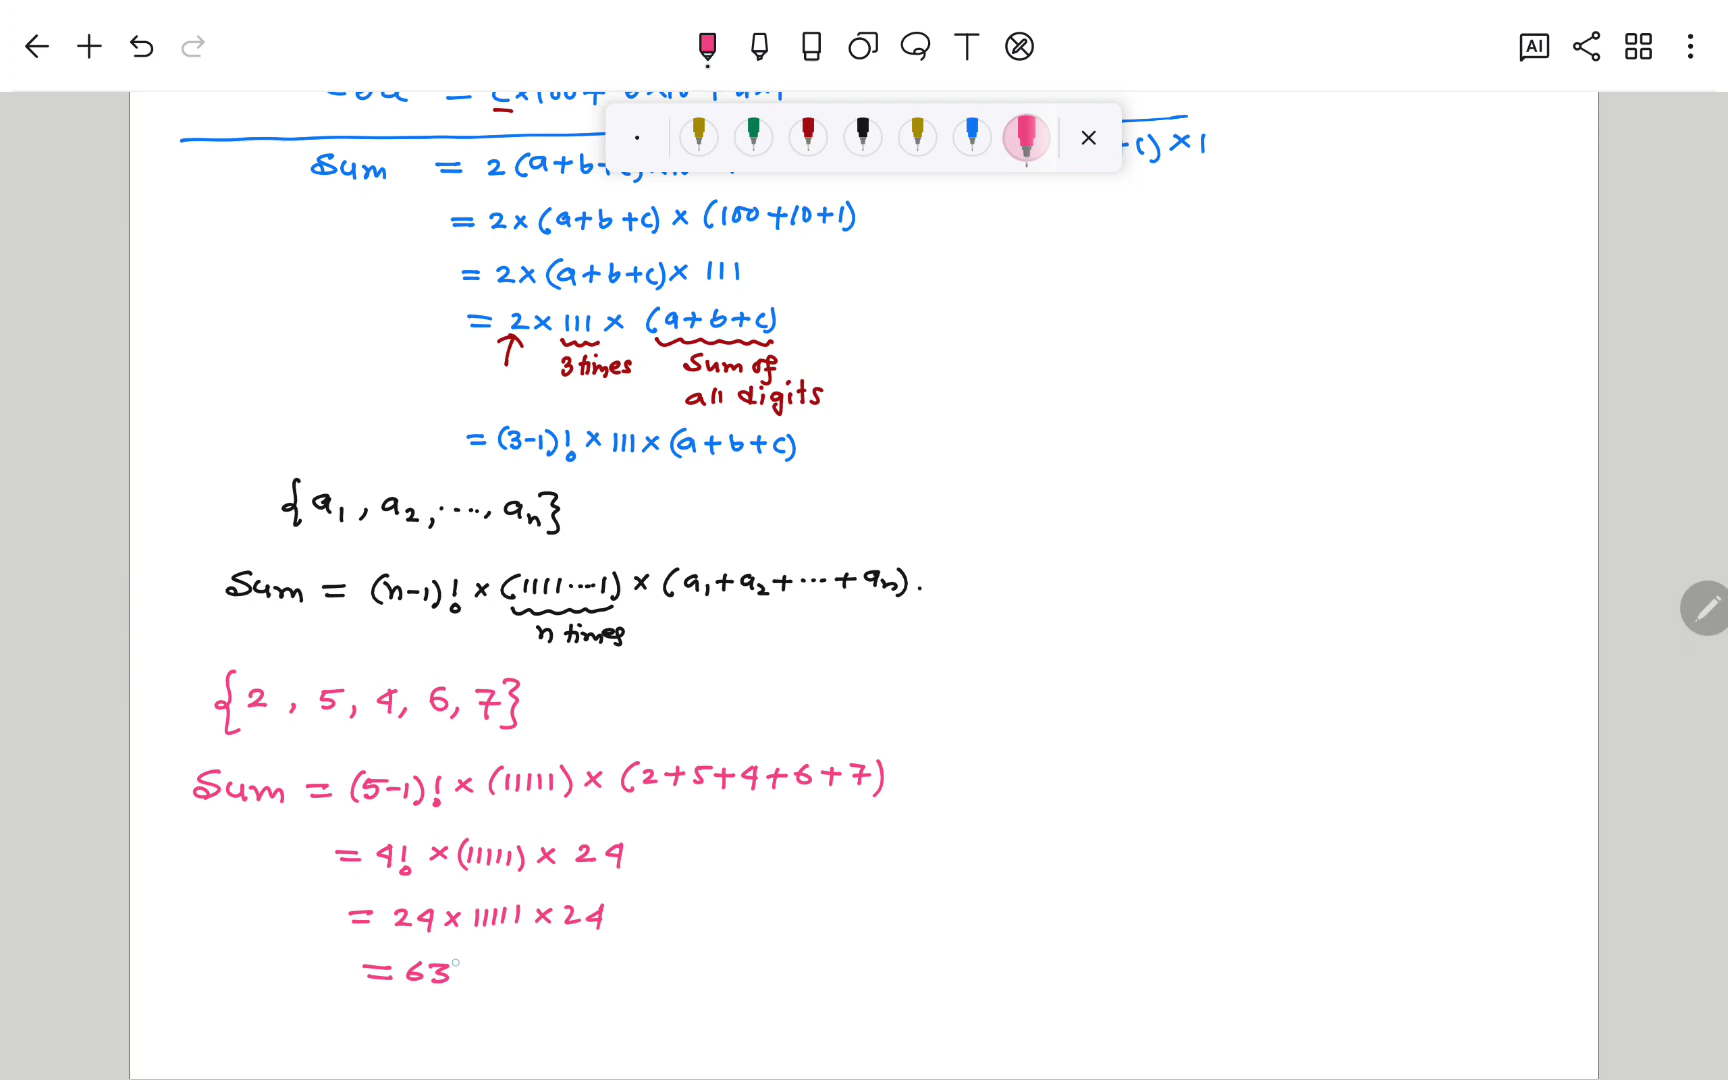 AI
Sum = 2 (a+b+
c) × 1
= 2 × (a+b+c) × (100+10+1)
= 2 × (a+b+c) × 111
= 2 × 111 × (a+b+c)
3 times Sum of
all digits
= (3-1)! × 111 × (a+b+c)
{a₁, a₂, ..., aₙ}
Sum = (n-1)! × (1111...1) × (a₁+a₂+...+aₙ).
n times
{2, 5, 4, 6, 7}
Sum = (5-1)! × (11111) × (2+5+4+6+7)
= 4! × (11111) × 24
= 24 × 11111 × 24
= 63